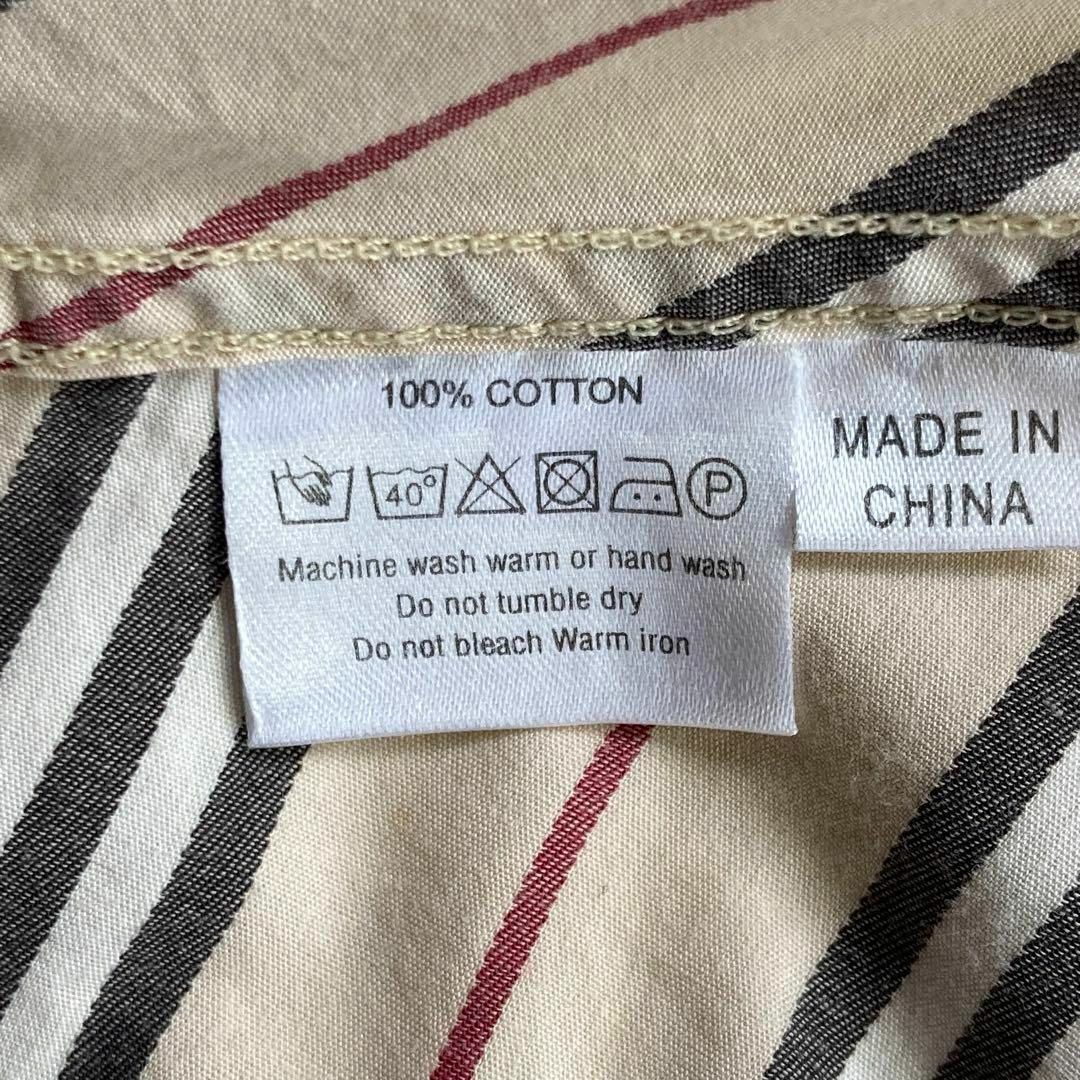 100% COTTON
40° P
Machine wash warm or hand wash
Do not tumble dry
Do not bleach Warm iron
MADE IN
CHINA